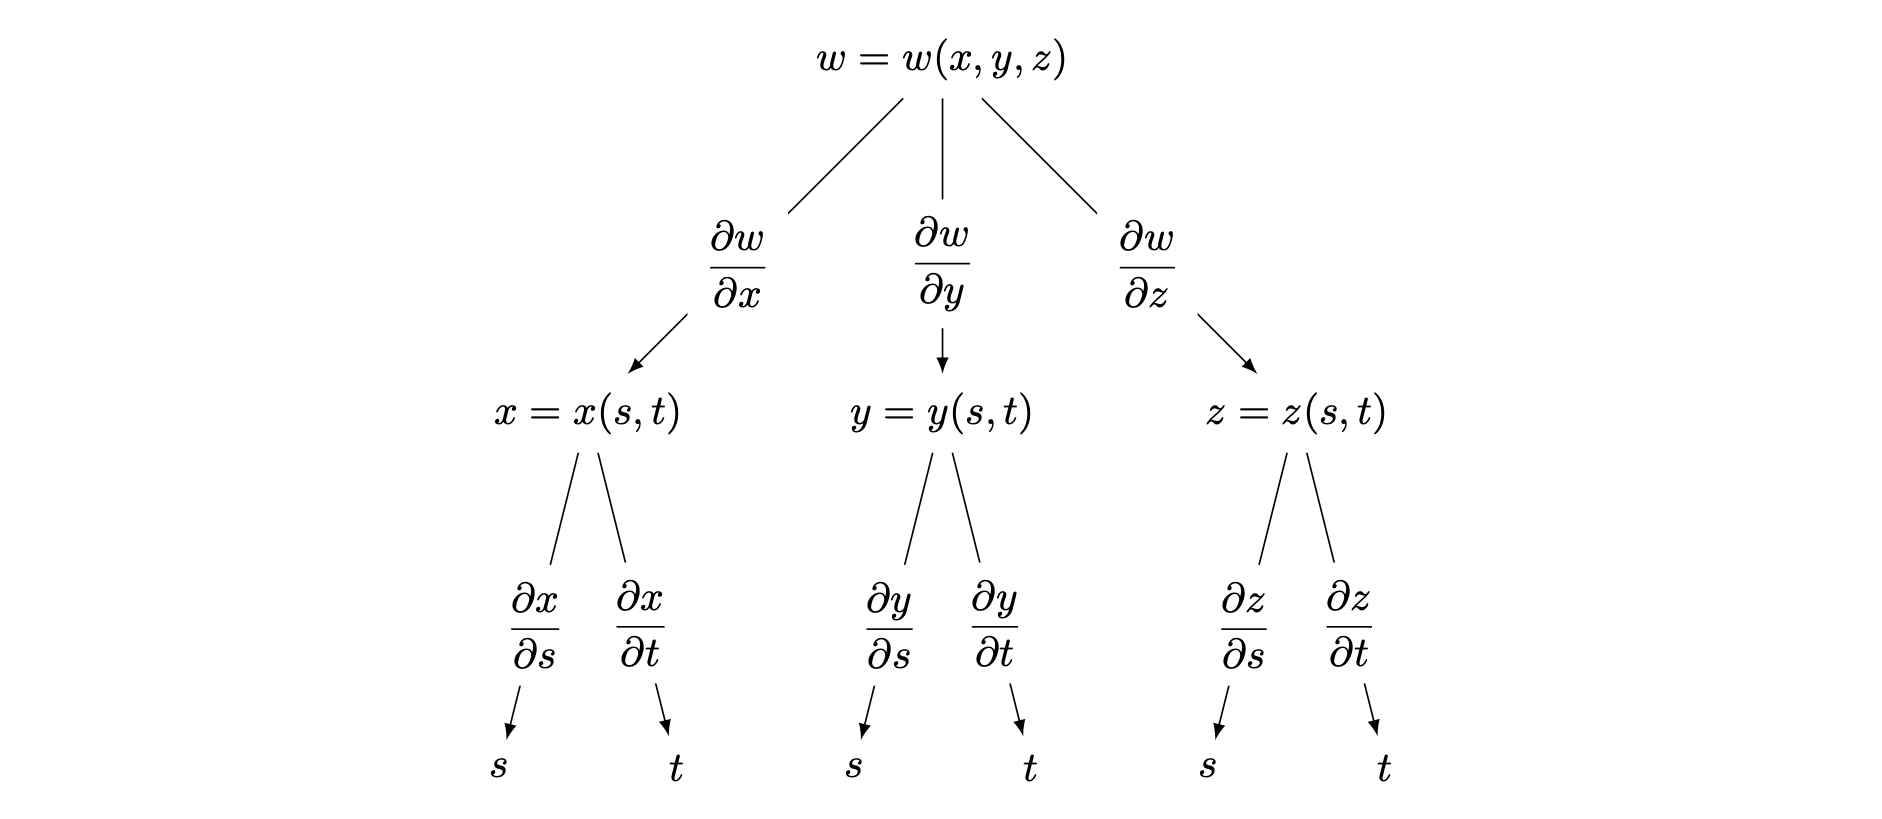 w = w(x, y, z)
∂w/∂x ∂w/∂y ∂w/∂z
x = x(s, t) y = y(s, t) z = z(s, t)
∂x/∂s ∂x/∂t ∂y/∂s ∂y/∂t ∂z/∂s ∂z/∂t
s t s t s t